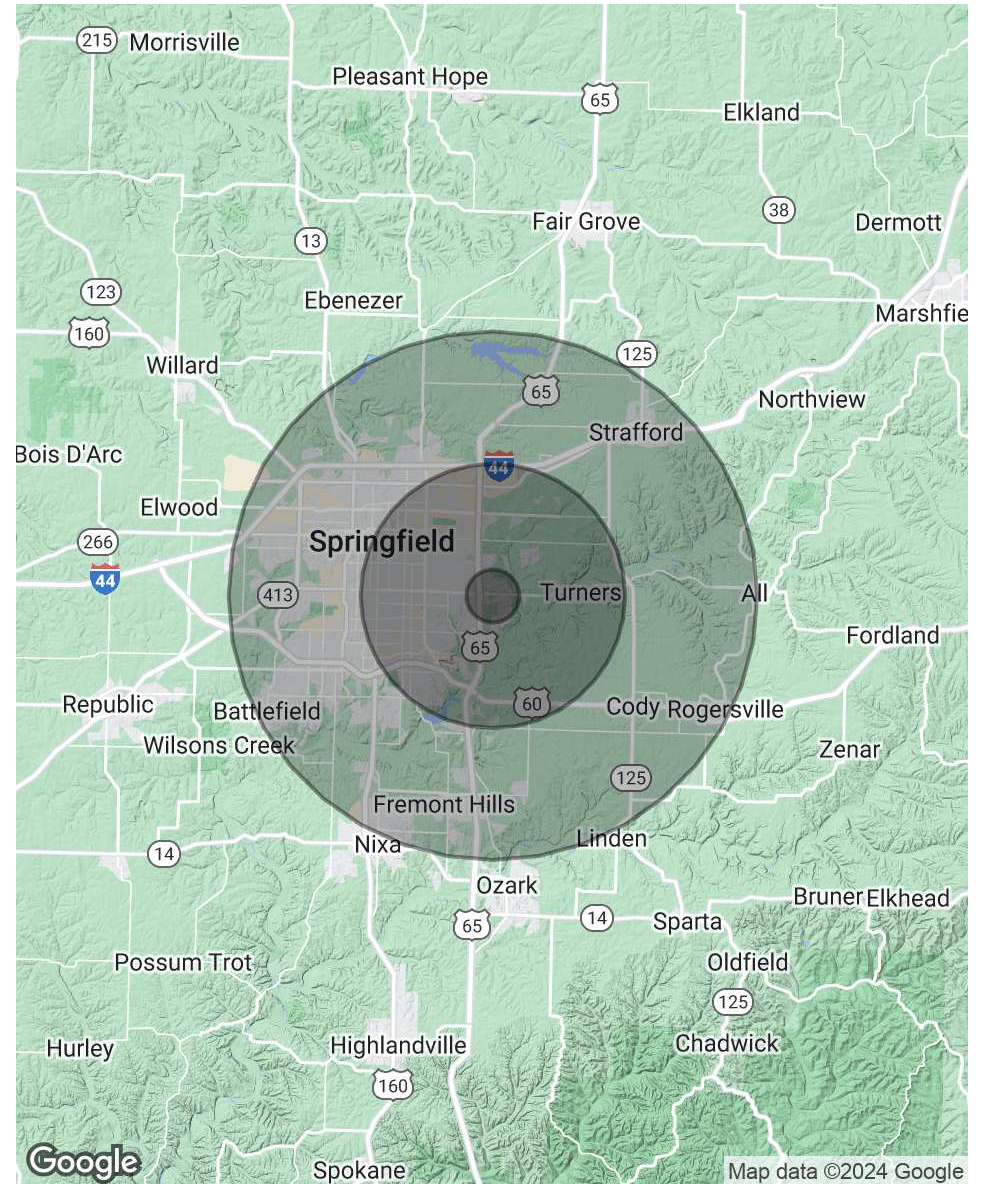 215
Morrisville
Pleasant Hope
65
Elkland
38
Fair Grove
Dermott
13
123
Ebenezer
Marshfie
160
125
Willard
65
Northview
Strafford
Bois D'Arc
44
Elwood
Springfield
266
44
413
Turners
All
Fordland
65
Republic
Battlefield
60
Cody
Rogersville
Wilsons Creek
Zenar
125
Fremont Hills
Nixa
Linden
14
Ozark
Bruner
Elkhead
65
14
Sparta
Possum Trot
Oldfield
125
Hurley
Highlandville
Chadwick
160
Google
Spokane
Map data ©2024 Google